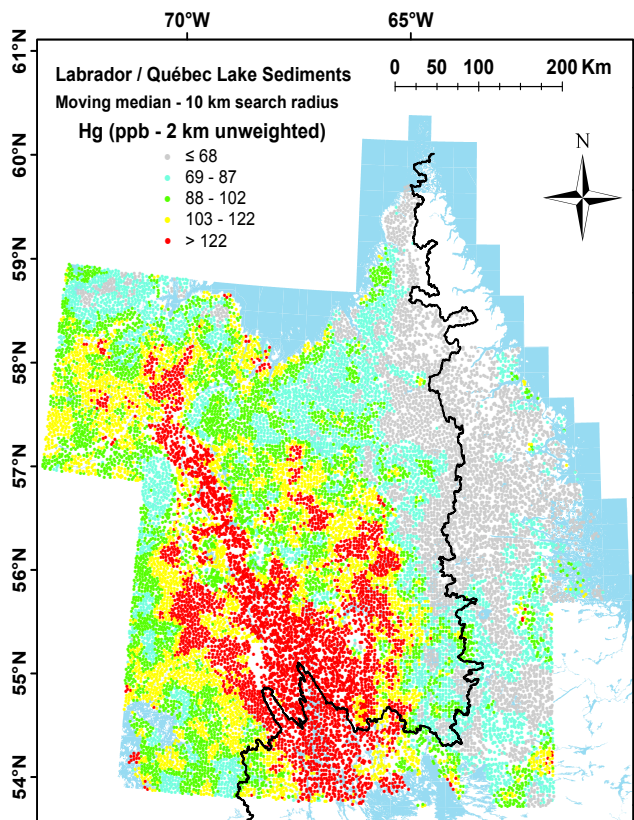 70°W 65°W
61°N
60°N
59°N
58°N
57°N
56°N
55°N
54°N
Labrador / Québec Lake Sediments
Moving median - 10 km search radius
Hg (ppb - 2 km unweighted)
≤ 68
69 - 87
88 - 102
103 - 122
> 122
0 50 100 200 Km
N